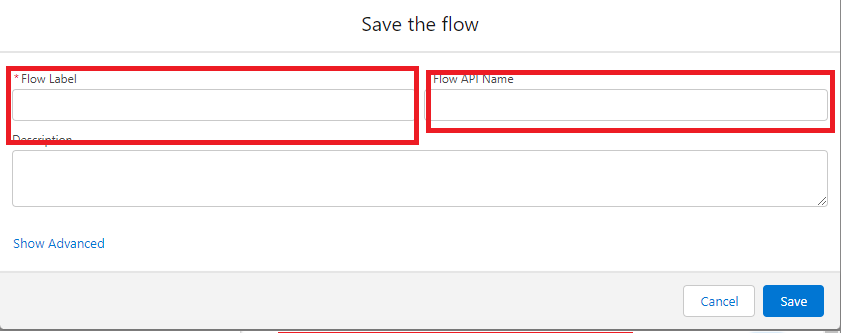 Save the flow
* Flow Label
Flow API Name
Description
Show Advanced
Cancel
Save